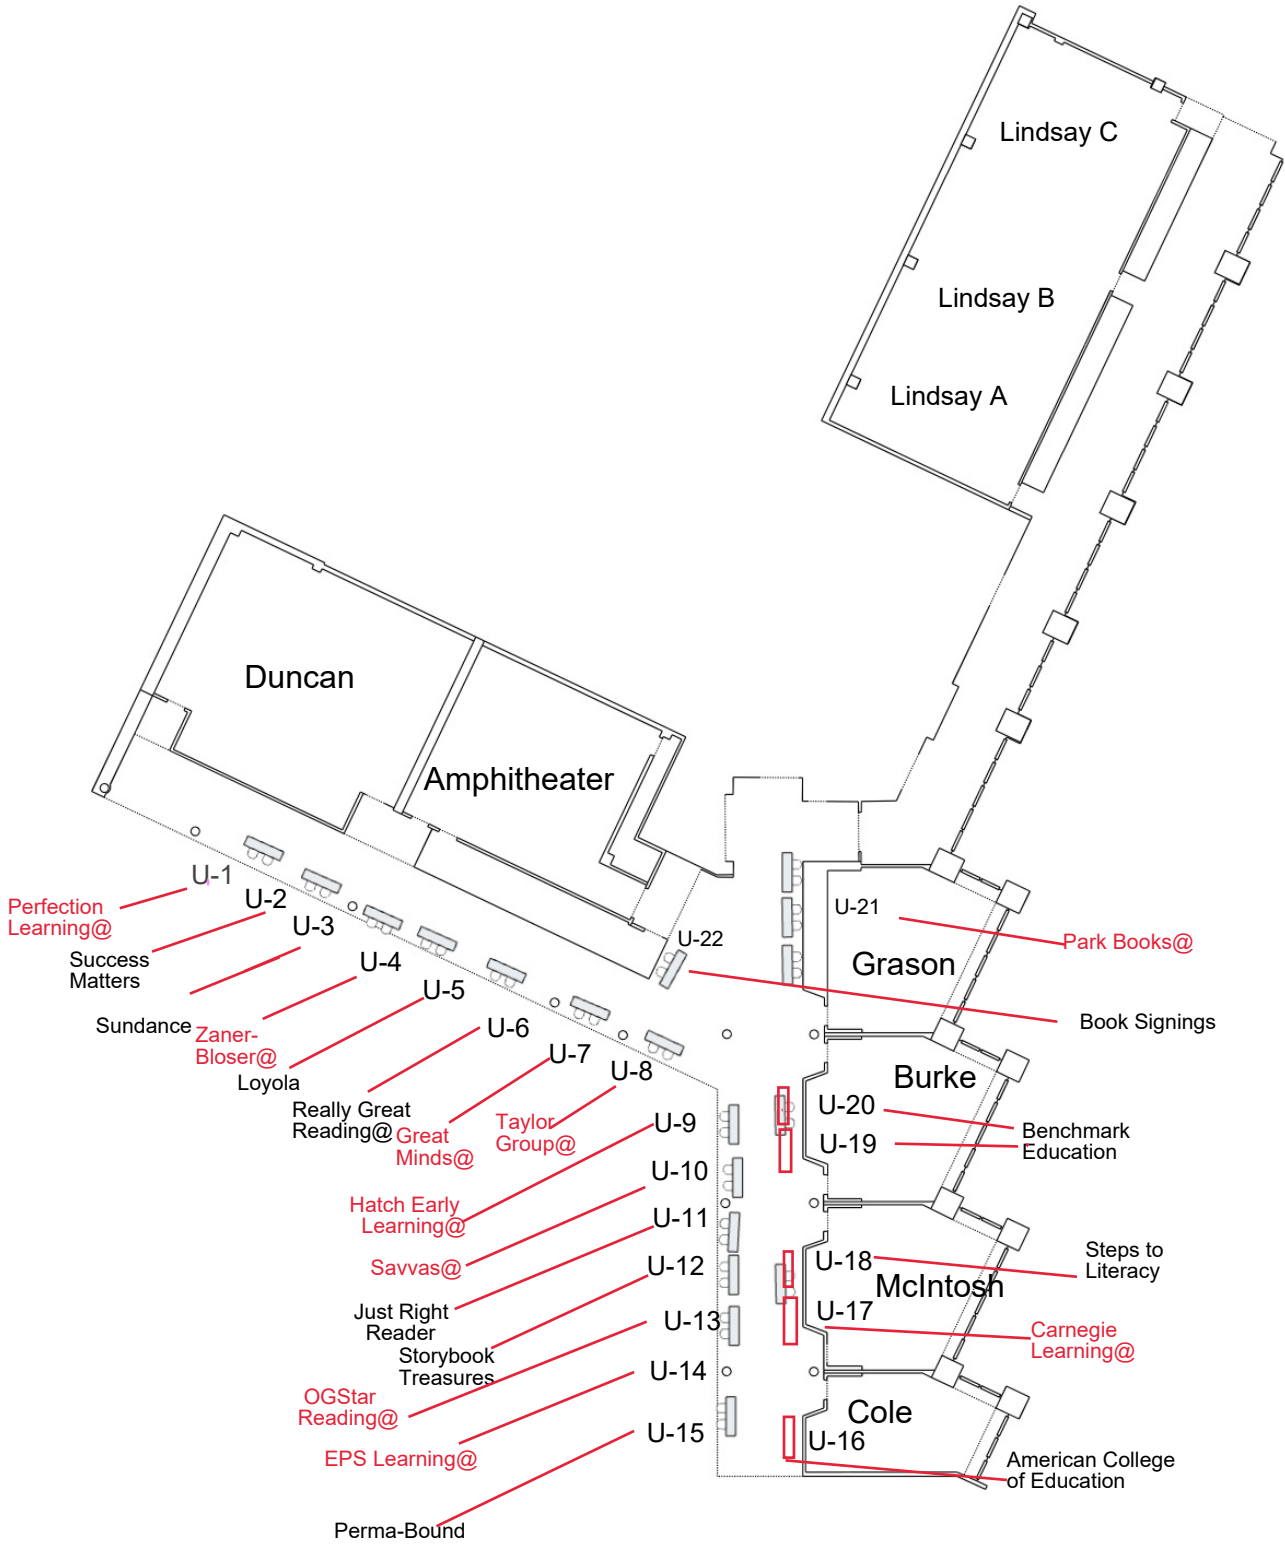 Lindsay C
Lindsay B
Lindsay A
Duncan
Amphitheater
U-1
Perfection
Learning@
U-2
Success
Matters
U-3
Sundance
U-4
Zaner-
Bloser@
U-5
Loyola
U-6
Really Great
Reading@
U-7
Great
Minds@
U-8
Taylor
Group@
U-22
Book Signings
U-21
Park Books@
Grason
Burke
U-20
U-19
Benchmark
Education
U-9
Hatch Early
Learning@
U-10
Savvas@
U-11
Just Right
Reader
U-12
Storybook
Treasures
U-13
OGStar
Reading@
U-14
EPS Learning@
U-15
Perma-Bound
U-18
Steps to
Literacy
McIntosh
U-17
Carnegie
Learning@
Cole
U-16
American College
of Education